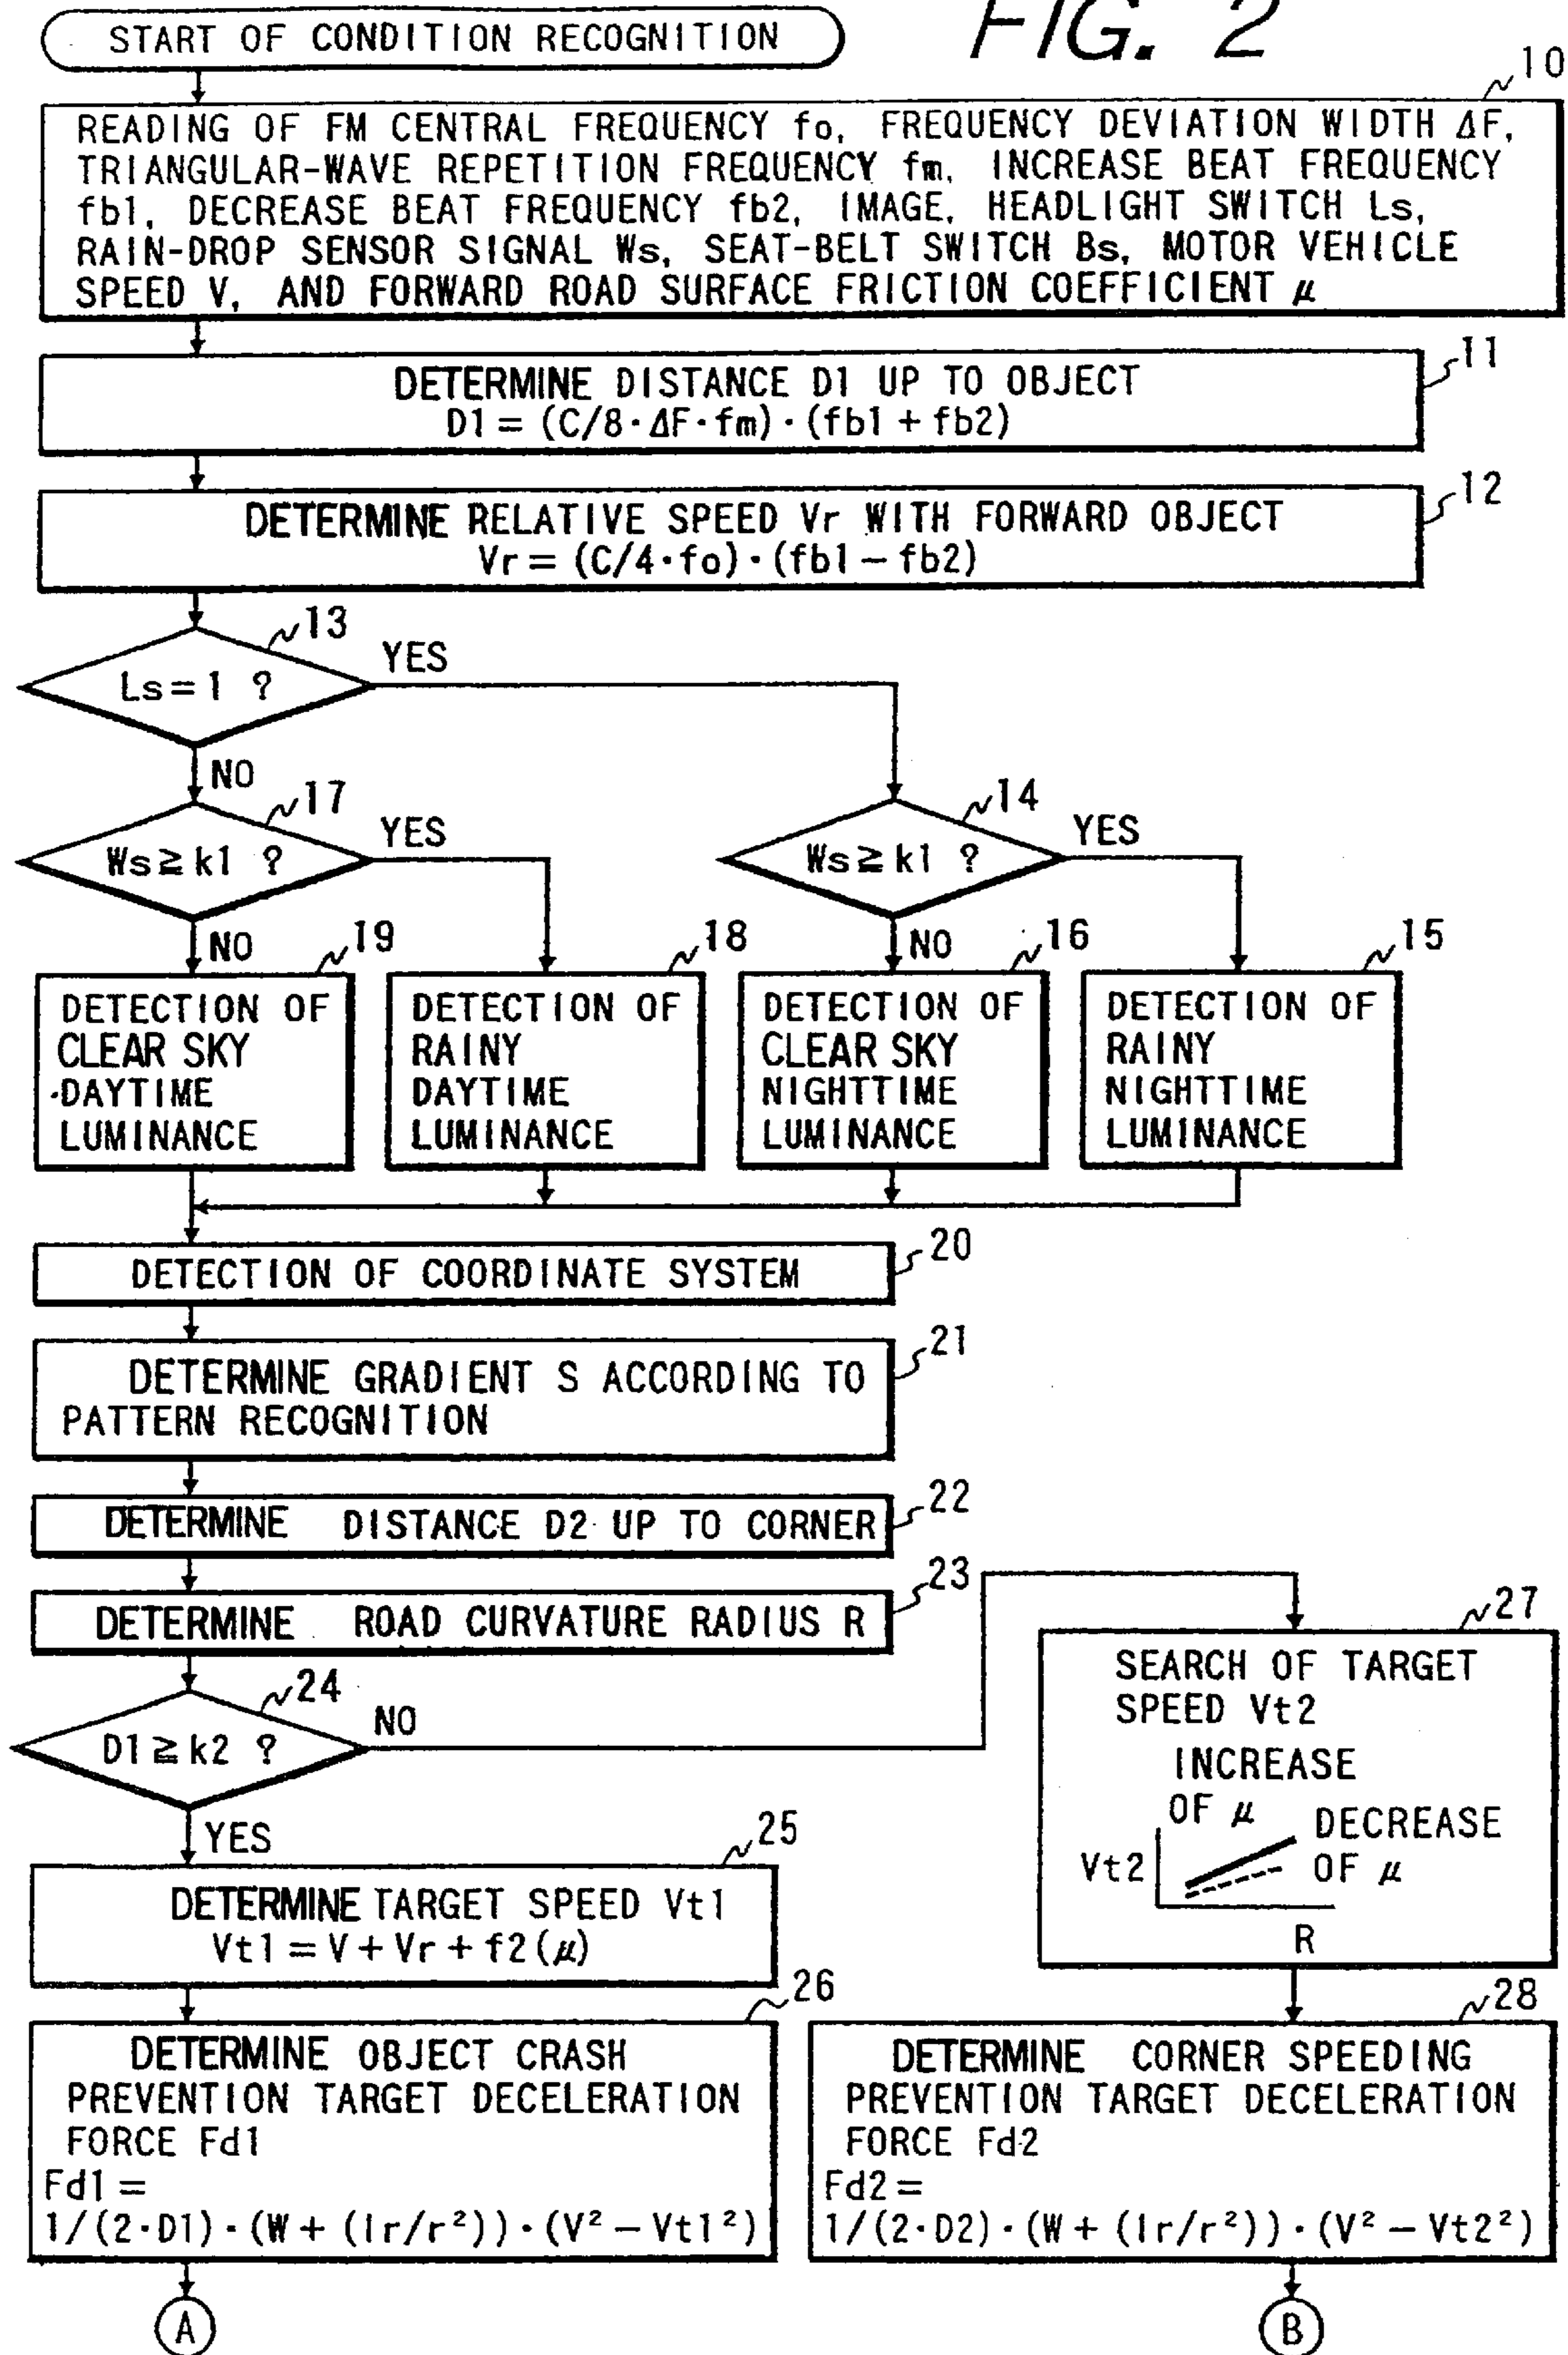 START OF CONDITION RECOGNITION
FIG. 2
10
READING OF FM CENTRAL FREQUENCY fo, FREQUENCY DEVIATION WIDTH ΔF,
TRIANGULAR-WAVE REPETITION FREQUENCY fm, INCREASE BEAT FREQUENCY
fb1, DECREASE BEAT FREQUENCY fb2, IMAGE, HEADLIGHT SWITCH Ls,
RAIN-DROP SENSOR SIGNAL Ws, SEAT-BELT SWITCH Bs, MOTOR VEHICLE
SPEED V, AND FORWARD ROAD SURFACE FRICTION COEFFICIENT μ
11
DETERMINE DISTANCE D1 UP TO OBJECT
D1 = (C/8·ΔF·fm)·(fb1 + fb2)
12
DETERMINE RELATIVE SPEED Vr WITH FORWARD OBJECT
Vr = (C/4·fo)·(fb1 − fb2)
13
Ls = 1 ?
YES
NO
17
Ws ≧ k1 ?
YES
14
Ws ≧ k1 ?
YES
NO
19
18
NO
16
15
DETECTION OF
CLEAR SKY
DAYTIME
LUMINANCE
DETECTION OF
RAINY
DAYTIME
LUMINANCE
DETECTION OF
CLEAR SKY
NIGHTTIME
LUMINANCE
DETECTION OF
RAINY
NIGHTTIME
LUMINANCE
20
DETECTION OF COORDINATE SYSTEM
21
DETERMINE GRADIENT S ACCORDING TO
PATTERN RECOGNITION
22
DETERMINE DISTANCE D2 UP TO CORNER
23
DETERMINE ROAD CURVATURE RADIUS R
24
D1 ≧ k2 ?
NO
YES
27
SEARCH OF TARGET
SPEED Vt2
INCREASE
OF μ
DECREASE
OF μ
Vt2
R
25
DETERMINE TARGET SPEED Vt1
Vt1 = V + Vr + f2(μ)
26
DETERMINE OBJECT CRASH
PREVENTION TARGET DECELERATION
FORCE Fd1
Fd1 =
1/(2·D1)·(W + (Ir/r²))·(V² − Vt1²)
28
DETERMINE CORNER SPEEDING
PREVENTION TARGET DECELERATION
FORCE Fd2
Fd2 =
1/(2·D2)·(W + (Ir/r²))·(V² − Vt2²)
A
B